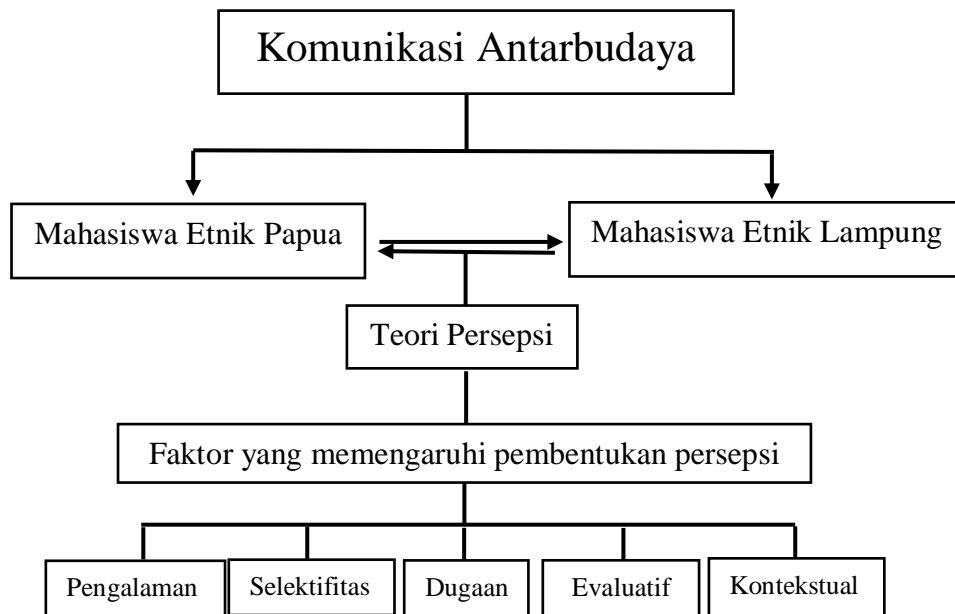 Komunikasi Antarbudaya
Mahasiswa Etnik Papua
Mahasiswa Etnik Lampung
Teori Persepsi
Faktor yang memengaruhi pembentukan persepsi
Pengalaman
Selektifitas
Dugaan
Evaluatif
Kontekstual